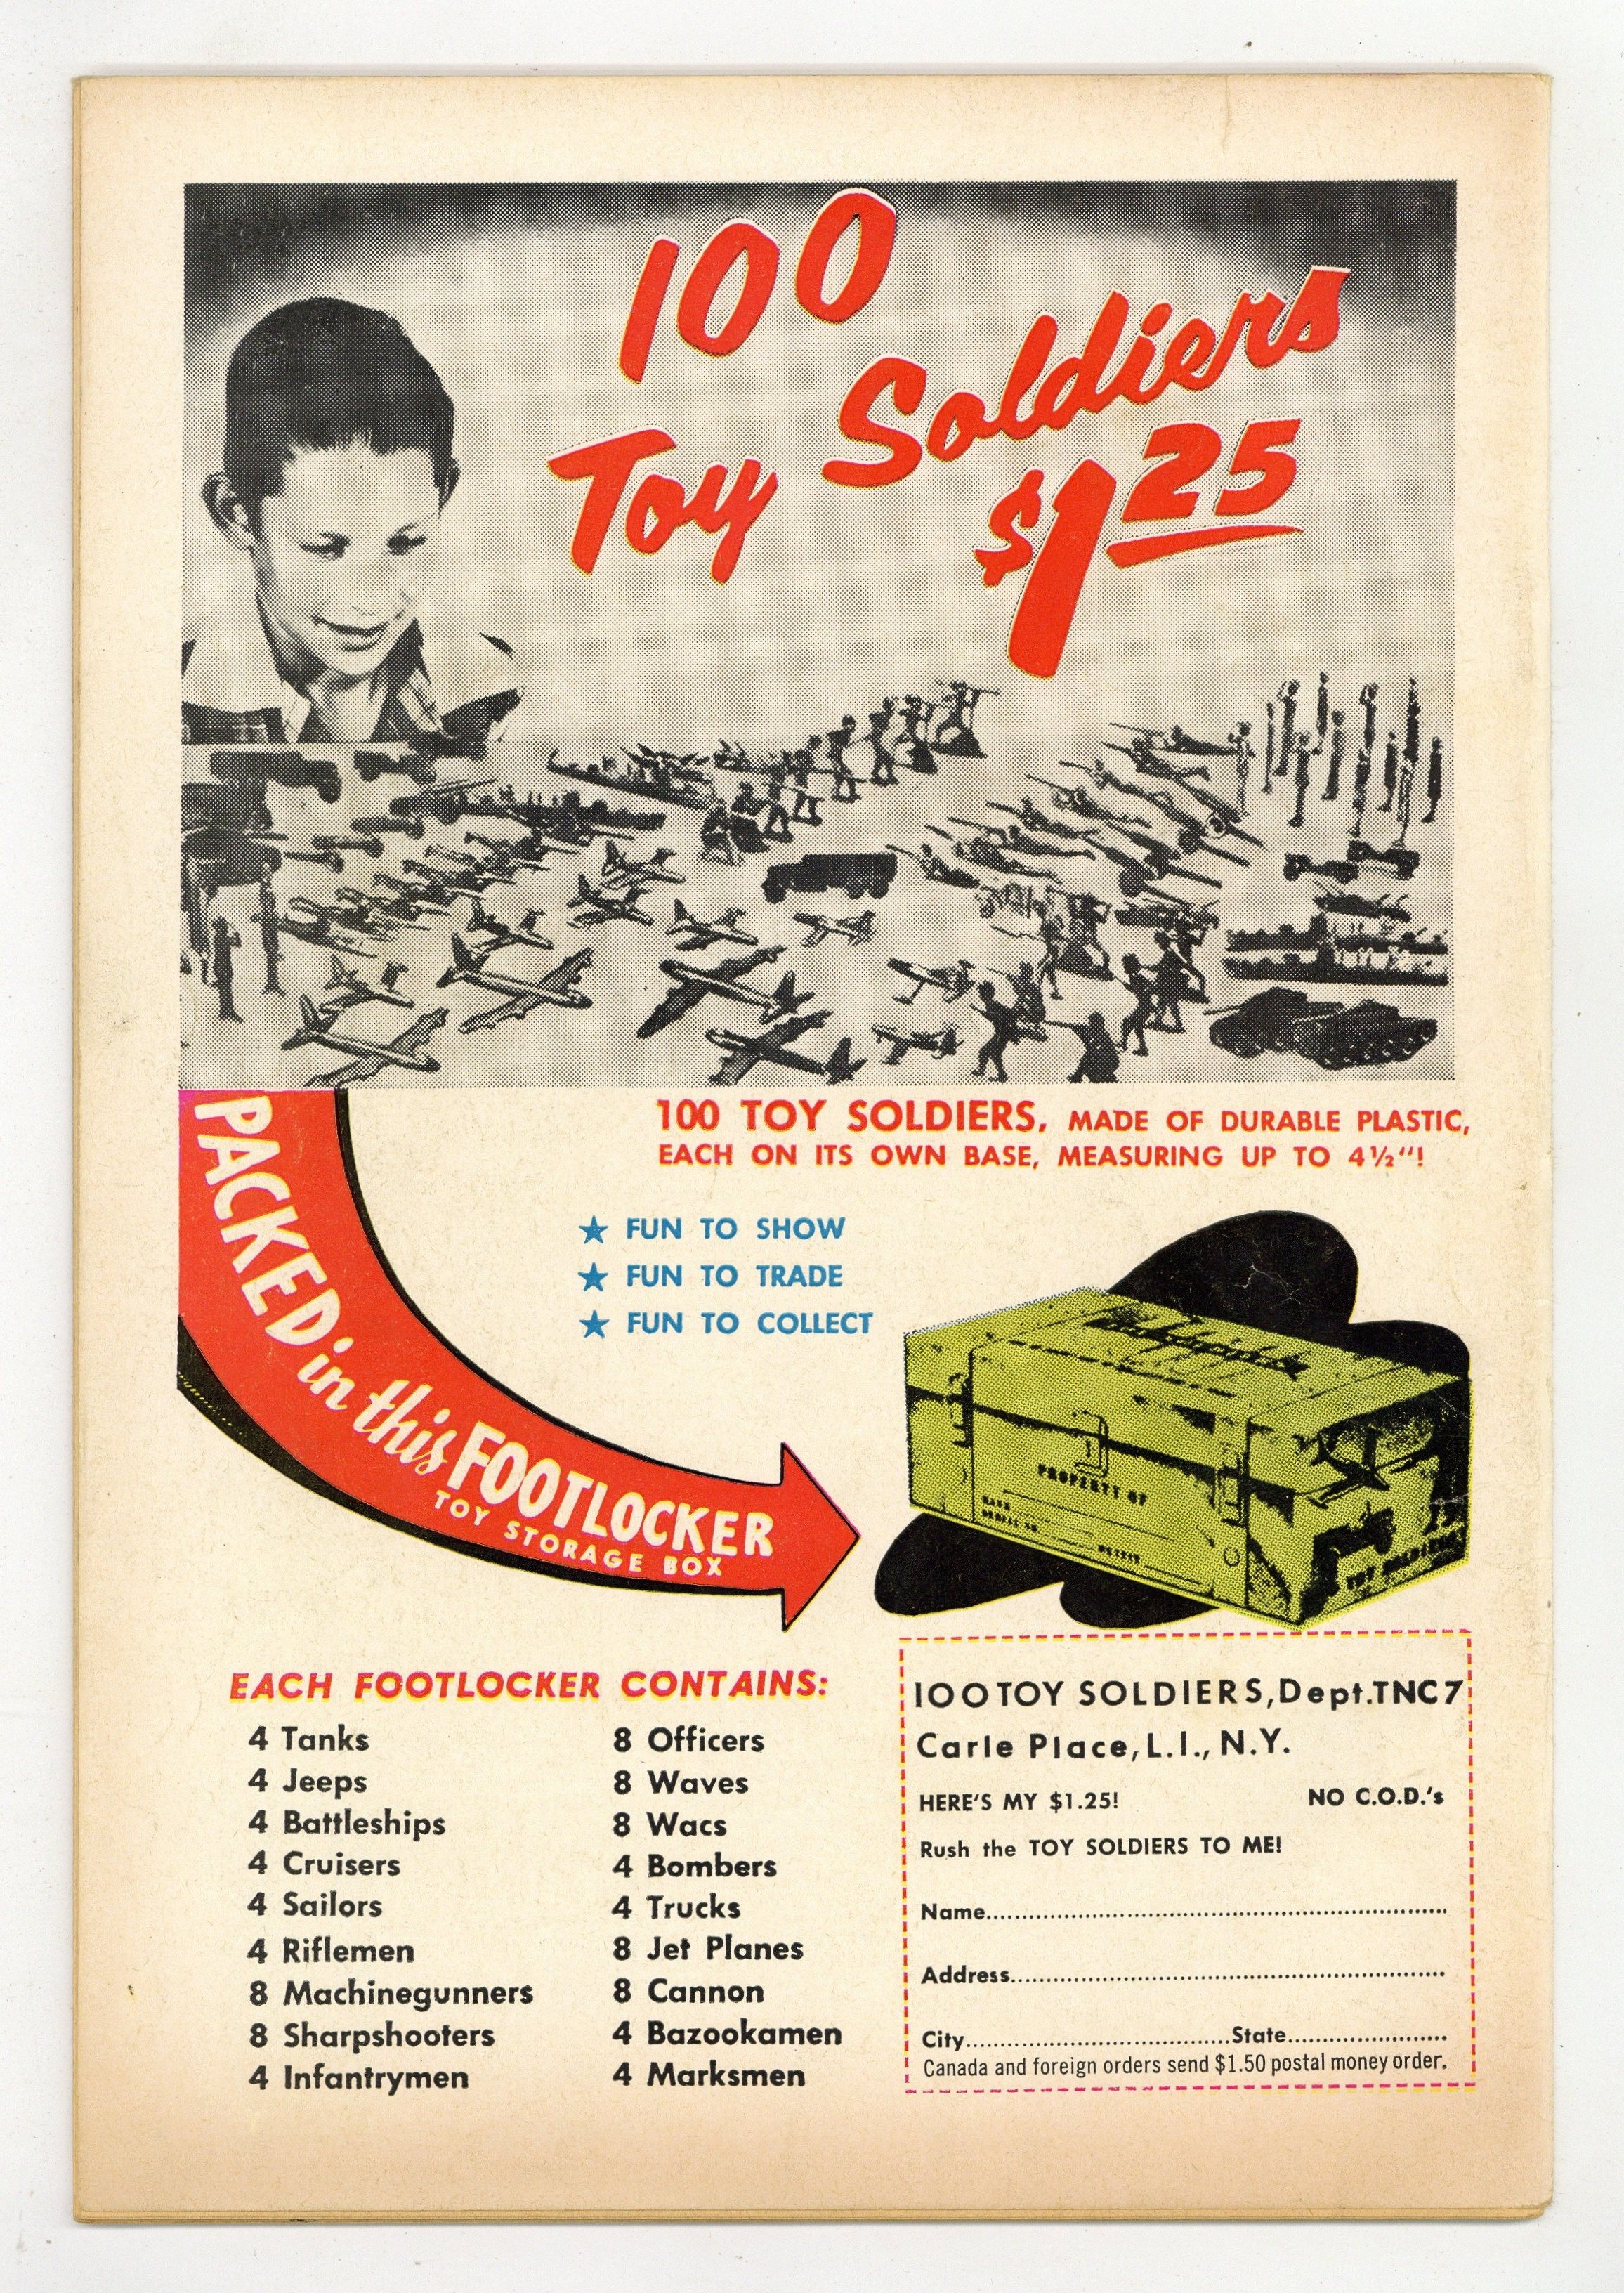 100
Toy Soldiers
$1 25
100 TOY SOLDIERS, MADE OF DURABLE PLASTIC,
EACH ON ITS OWN BASE, MEASURING UP TO 4½"!
PACKED in this FOOTLOCKER
TOY STORAGE BOX
★ FUN TO SHOW
★ FUN TO TRADE
★ FUN TO COLLECT
PROPERTY OF
TOY SOLDIERS
EACH FOOTLOCKER CONTAINS:
4 Tanks
4 Jeeps
4 Battleships
4 Cruisers
4 Sailors
4 Riflemen
8 Machinegunners
8 Sharpshooters
4 Infantrymen
8 Officers
8 Waves
8 Wacs
4 Bombers
4 Trucks
8 Jet Planes
8 Cannon
4 Bazookamen
4 Marksmen
100 TOY SOLDIERS, Dept. TNC7
Carle Place, L.I., N.Y.
HERE'S MY $1.25! NO C.O.D.'s
Rush the TOY SOLDIERS TO ME!
Name
Address
City State
Canada and foreign orders send $1.50 postal money order.